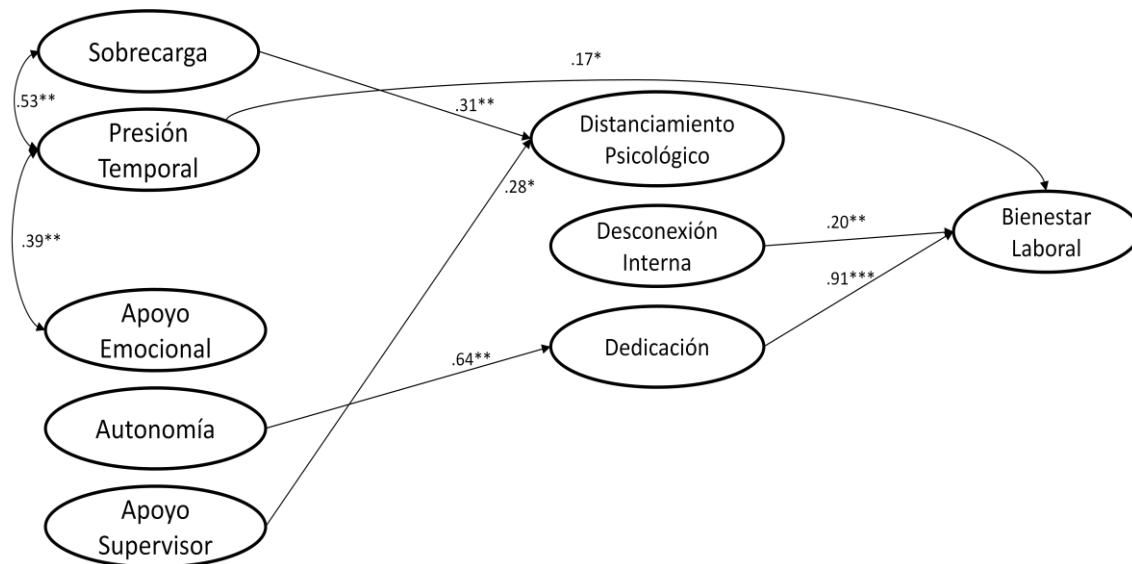 Sobrecarga
.53**
Presión
Temporal
.39**
Apoyo
Emocional
Autonomía
Apoyo
Supervisor
.17*
.31**
.28*
.64**
Distanciamiento
Psicológico
Desconexión
Interna
Dedicación
.20**
.91***
Bienestar
Laboral